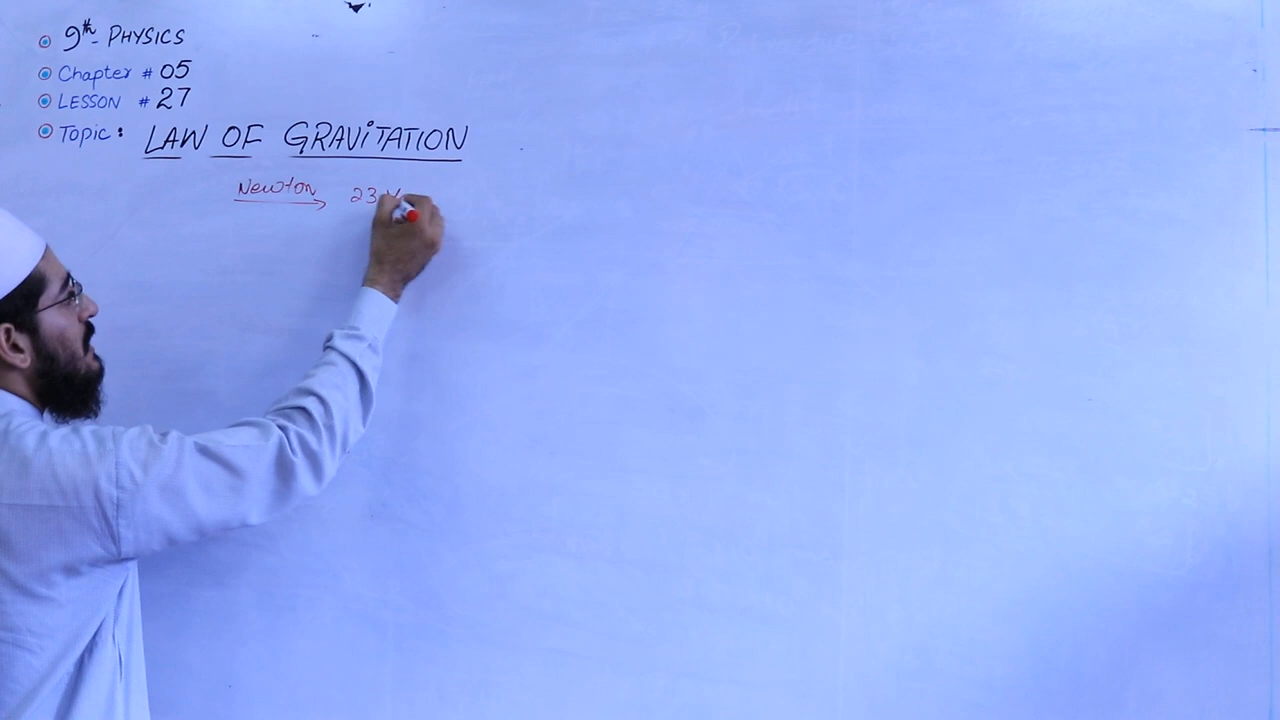 9th- PHYSICS
Chapter # 05
LESSON # 27
Topic: LAW OF GRAViTATION
Newton 23